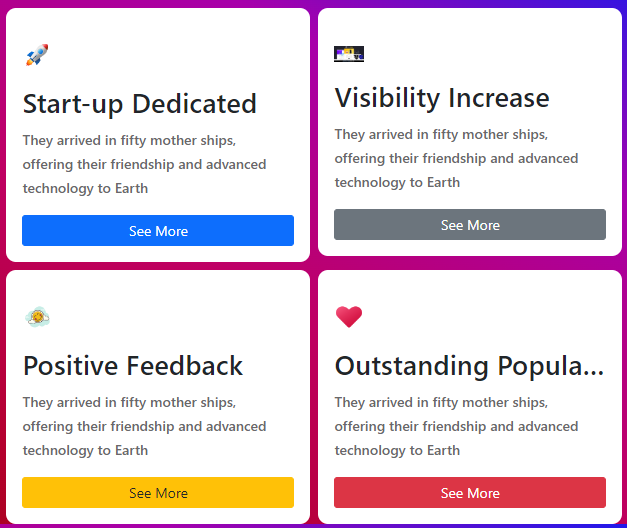 Start-up Dedicated
They arrived in fifty mother ships,
offering their friendship and advanced
technology to Earth
See More
Visibility Increase
They arrived in fifty mother ships,
offering their friendship and advanced
technology to Earth
See More
Positive Feedback
They arrived in fifty mother ships,
offering their friendship and advanced
technology to Earth
See More
Outstanding Popula...
They arrived in fifty mother ships,
offering their friendship and advanced
technology to Earth
See More